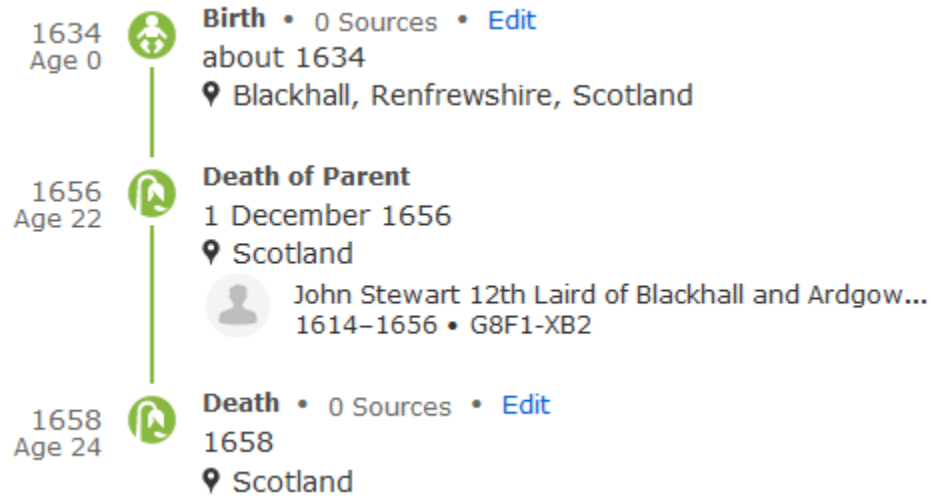 1634
Age 0
Birth • 0 Sources • Edit
about 1634
Blackhall, Renfrewshire, Scotland
1656
Age 22
Death of Parent
1 December 1656
Scotland
John Stewart 12th Laird of Blackhall and Ardgow...
1614–1656 • G8F1-XB2
1658
Age 24
Death • 0 Sources • Edit
1658
Scotland